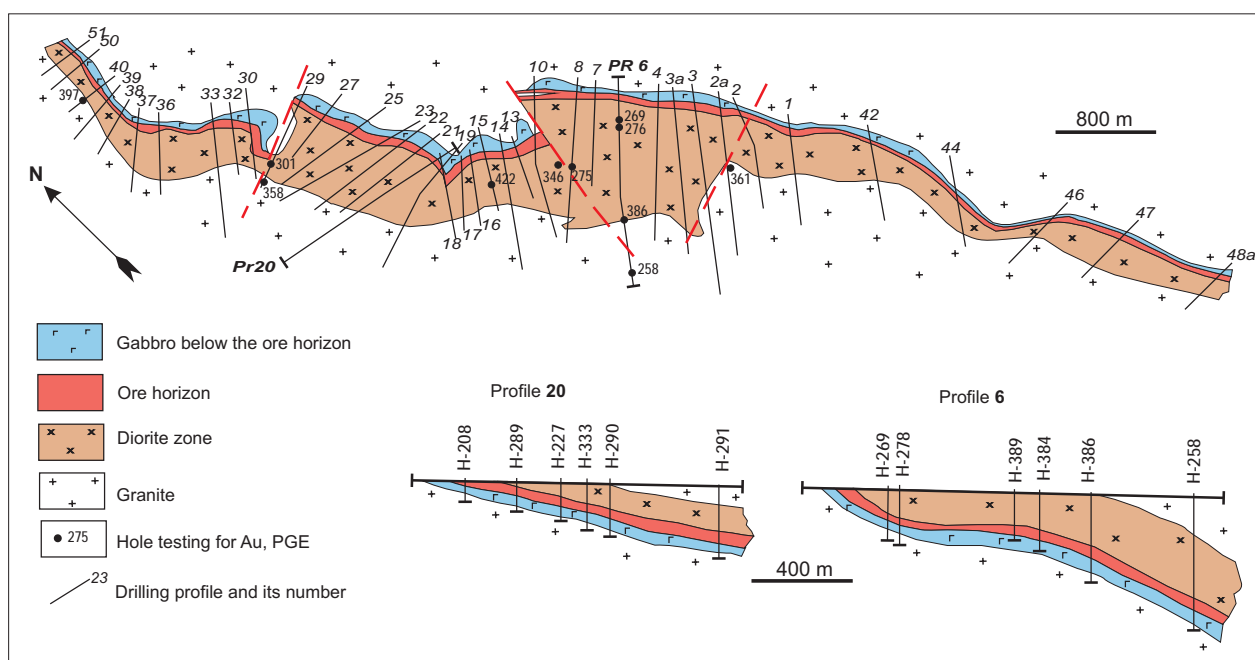 51
50
40
39
38
37
36
33
32
30
29
27
25
23
22
21
19
15
14
13
10
8
7
PR 6
4
3a
3
2a
2
1
42
44
46
47
48a
18
17
16
397
301
358
422
346
275
269
276
386
258
361
800 m
N
Pr20
Gabbro below the ore horizon
Ore horizon
Diorite zone
Granite
275 Hole testing for Au, PGE
23 Drilling profile and its number
Profile 20
H-208
H-289
H-227
H-333
H-290
H-291
400 m
Profile 6
H-269
H-278
H-389
H-384
H-386
H-258